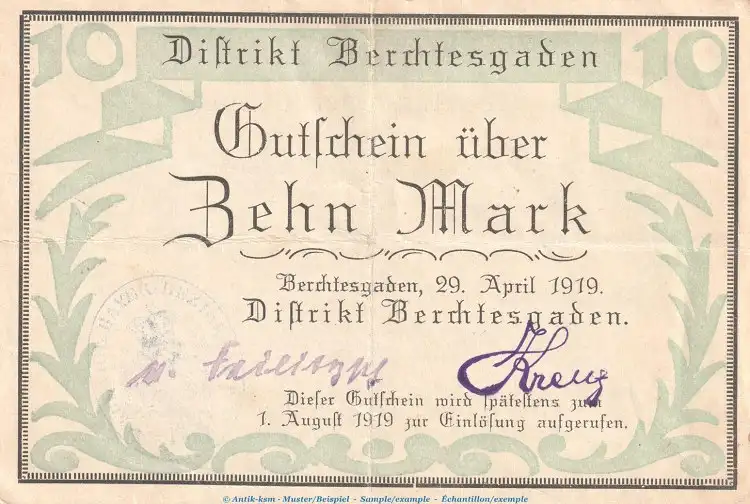 10 Diſtrikt Berchtesgaden 10
Gutſchein über
Zehn Mark
Berchtesgaden, 29. April 1919.
Diſtrikt Berchtesgaden.
Kreuz
Dieſer Gutſchein wird ſpäteſtens zum
1. August 1919 zur Einlöſung aufgerufen.
© Antik-ksm - Muster/Beispiel - Sample/example - Échantillon/exemple